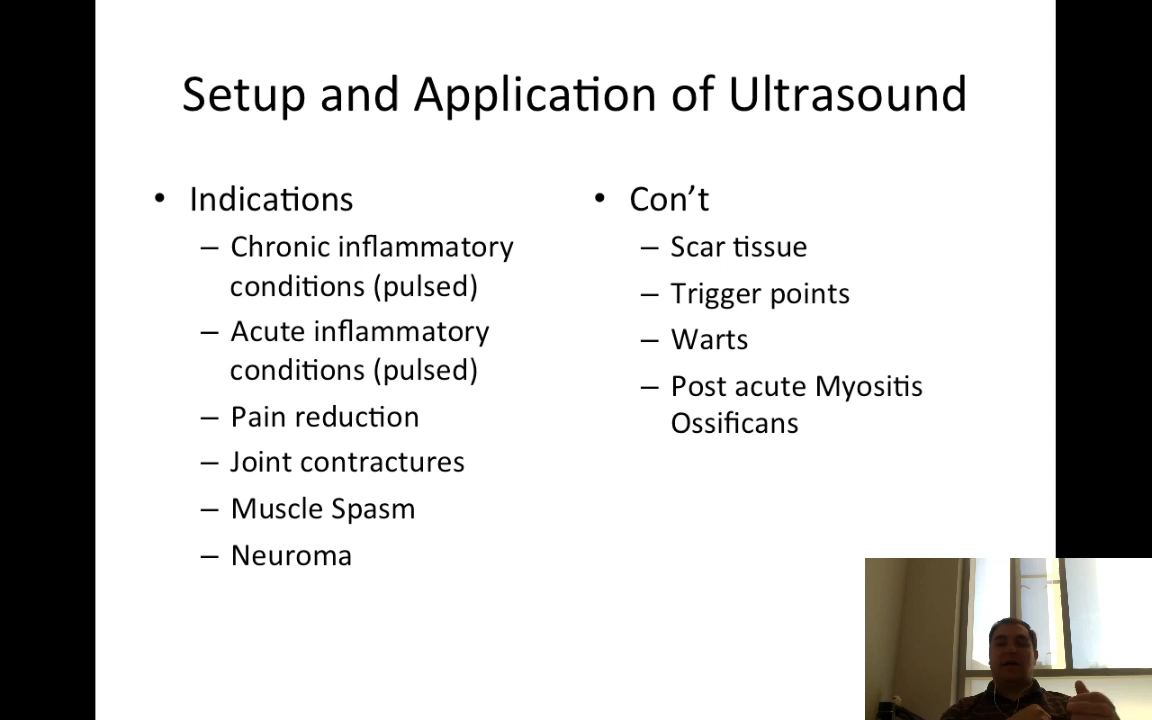 Setup and Application of Ultrasound
• Indications
– Chronic inflammatory
conditions (pulsed)
– Acute inflammatory
conditions (pulsed)
– Pain reduction
– Joint contractures
– Muscle Spasm
– Neuroma
• Con’t
– Scar tissue
– Trigger points
– Warts
– Post acute Myositis
Ossificans